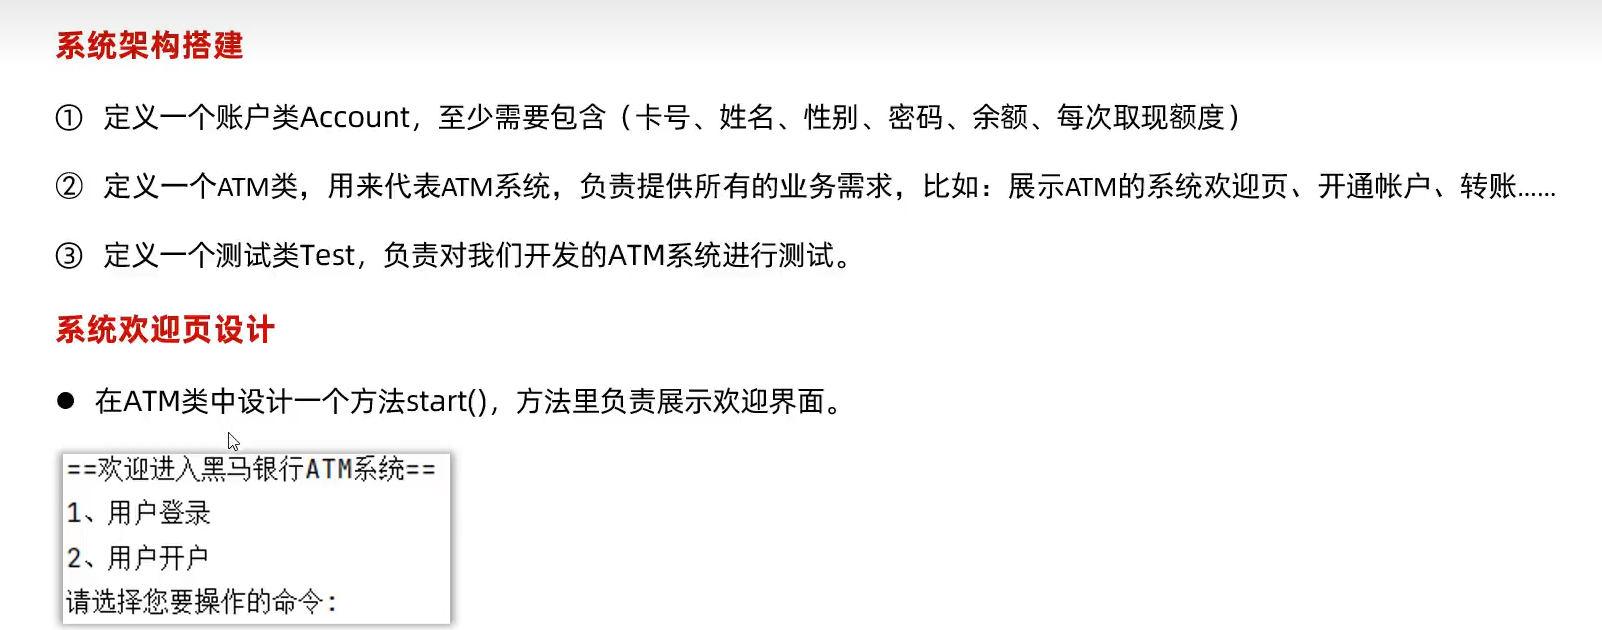 系统架构搭建
① 定义一个账户类Account，至少需要包含（卡号、姓名、性别、密码、余额、每次取现额度）
② 定义一个ATM类，用来代表ATM系统，负责提供所有的业务需求，比如：展示ATM的系统欢迎页、开通帐户、转账......
③ 定义一个测试类Test，负责对我们开发的ATM系统进行测试。
系统欢迎页设计
● 在ATM类中设计一个方法start()，方法里负责展示欢迎界面。
==欢迎进入黑马银行ATM系统==
1、用户登录
2、用户开户
请选择您要操作的命令：